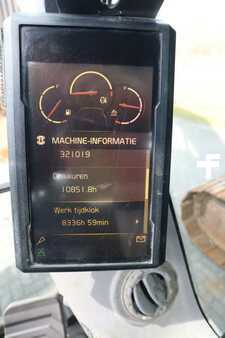 MACHINE-INFORMATIE
321019
Draaiuren
10851.8h
Werk tijdklok
8336h 59min
f